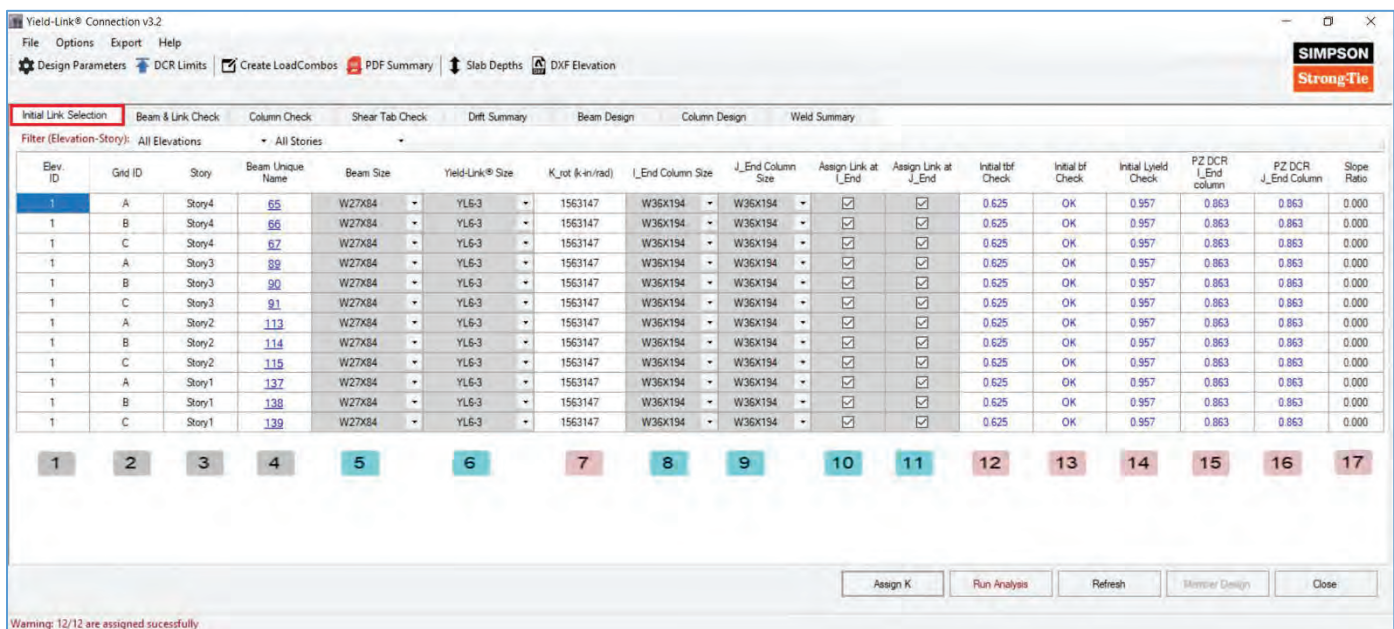 Yield-Link® Connection v3.2
File Options Export Help
Design Parameters DCR Limits Create LoadCombos PDF Summary Slab Depths DXF Elevation
SIMPSON
Strong-Tie
Initial Link Selection Beam & Link Check Column Check Shear Tab Check Drift Summary Beam Design Column Design Weld Summary
Filter (Elevation-Story): All Elevations All Stories
Elev. ID Grid ID Story Beam Unique Name Beam Size Yield-Link® Size K_rot (k-in/rad) I_End Column Size J_End Column Size Assign Link at I_End Assign Link at J_End Initial tbf Check Initial bf Check Initial Lyield Check PZ DCR I_End column PZ DCR J_End Column Slope Ratio
1 A Story4 65 W27X84 YL6-3 1563147 W36X194 W36X194 0.625 OK 0.957 0.863 0.863 0.000
1 B Story4 66 W27X84 YL6-3 1563147 W36X194 W36X194 0.625 OK 0.957 0.863 0.863 0.000
1 C Story4 67 W27X84 YL6-3 1563147 W36X194 W36X194 0.625 OK 0.957 0.863 0.863 0.000
1 A Story3 89 W27X84 YL6-3 1563147 W36X194 W36X194 0.625 OK 0.957 0.863 0.863 0.000
1 B Story3 90 W27X84 YL6-3 1563147 W36X194 W36X194 0.625 OK 0.957 0.863 0.863 0.000
1 C Story3 91 W27X84 YL6-3 1563147 W36X194 W36X194 0.625 OK 0.957 0.863 0.863 0.000
1 A Story2 113 W27X84 YL6-3 1563147 W36X194 W36X194 0.625 OK 0.957 0.863 0.863 0.000
1 B Story2 114 W27X84 YL6-3 1563147 W36X194 W36X194 0.625 OK 0.957 0.863 0.863 0.000
1 C Story2 115 W27X84 YL6-3 1563147 W36X194 W36X194 0.625 OK 0.957 0.863 0.863 0.000
1 A Story1 137 W27X84 YL6-3 1563147 W36X194 W36X194 0.625 OK 0.957 0.863 0.863 0.000
1 B Story1 138 W27X84 YL6-3 1563147 W36X194 W36X194 0.625 OK 0.957 0.863 0.863 0.000
1 C Story1 139 W27X84 YL6-3 1563147 W36X194 W36X194 0.625 OK 0.957 0.863 0.863 0.000
1 2 3 4 5 6 7 8 9 10 11 12 13 14 15 16 17
Assign K Run Analysis Refresh Member Design Close
Warning: 12/12 are assigned sucessfully